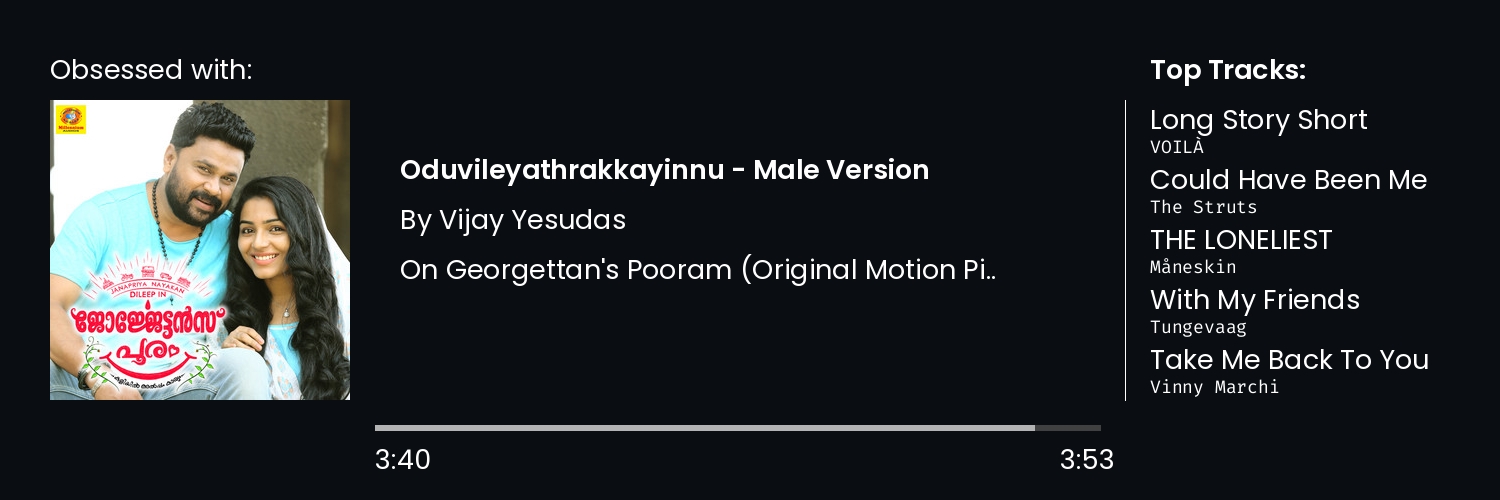 Obsessed with:
Millennium
JANAPRIYA NAYAKAN
DILEEP IN
ജോർജ്ജേട്ടൻസ്
പൂരം
Oduvileyathrakkayinnu - Male Version
By Vijay Yesudas
On Georgettan's Pooram (Original Motion Pi..
3:40
3:53
Top Tracks:
Long Story Short
VOILÀ
Could Have Been Me
The Struts
THE LONELIEST
Måneskin
With My Friends
Tungevaag
Take Me Back To You
Vinny Marchi